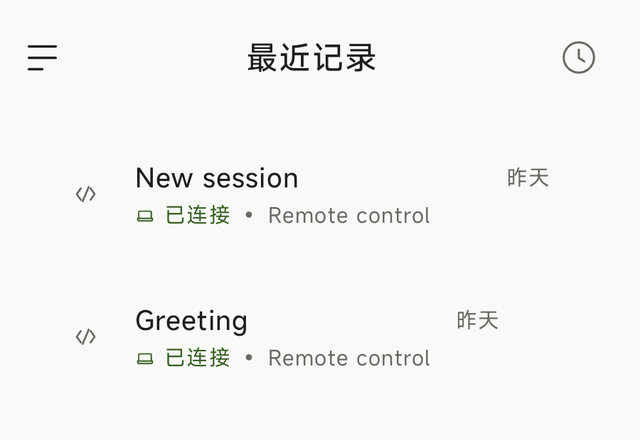 最近记录
New session 昨天
已连接 • Remote control
Greeting 昨天
已连接 • Remote control